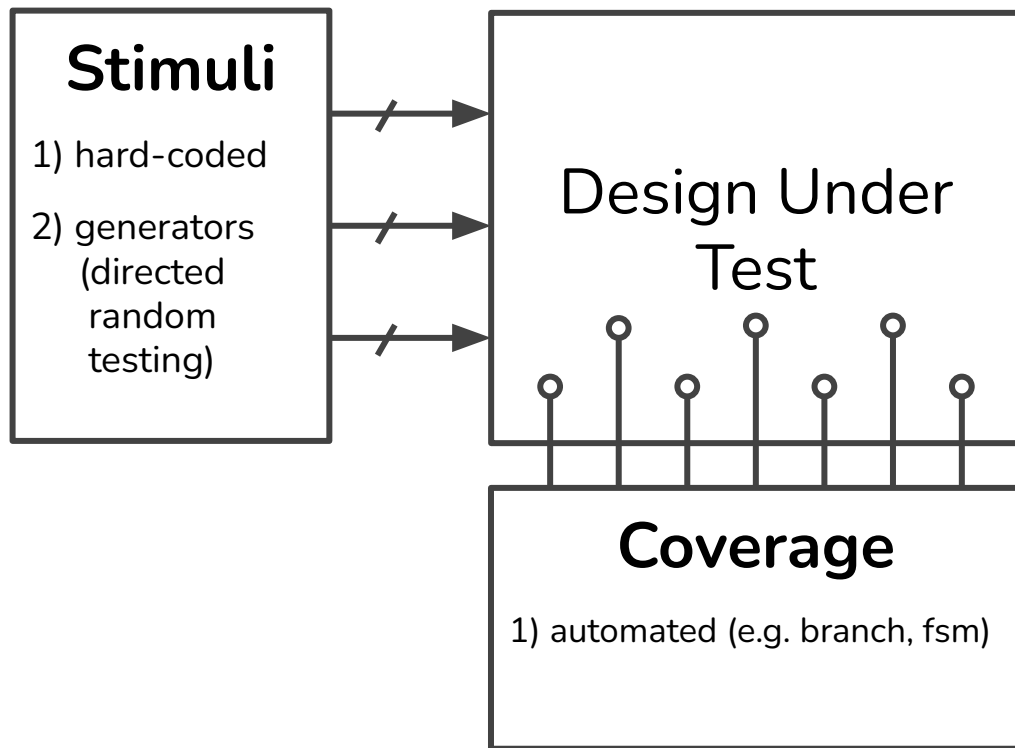 Stimuli
1) hard-coded
2) generators
(directed
random
testing)
Design Under
Test
Coverage
1) automated (e.g. branch, fsm)